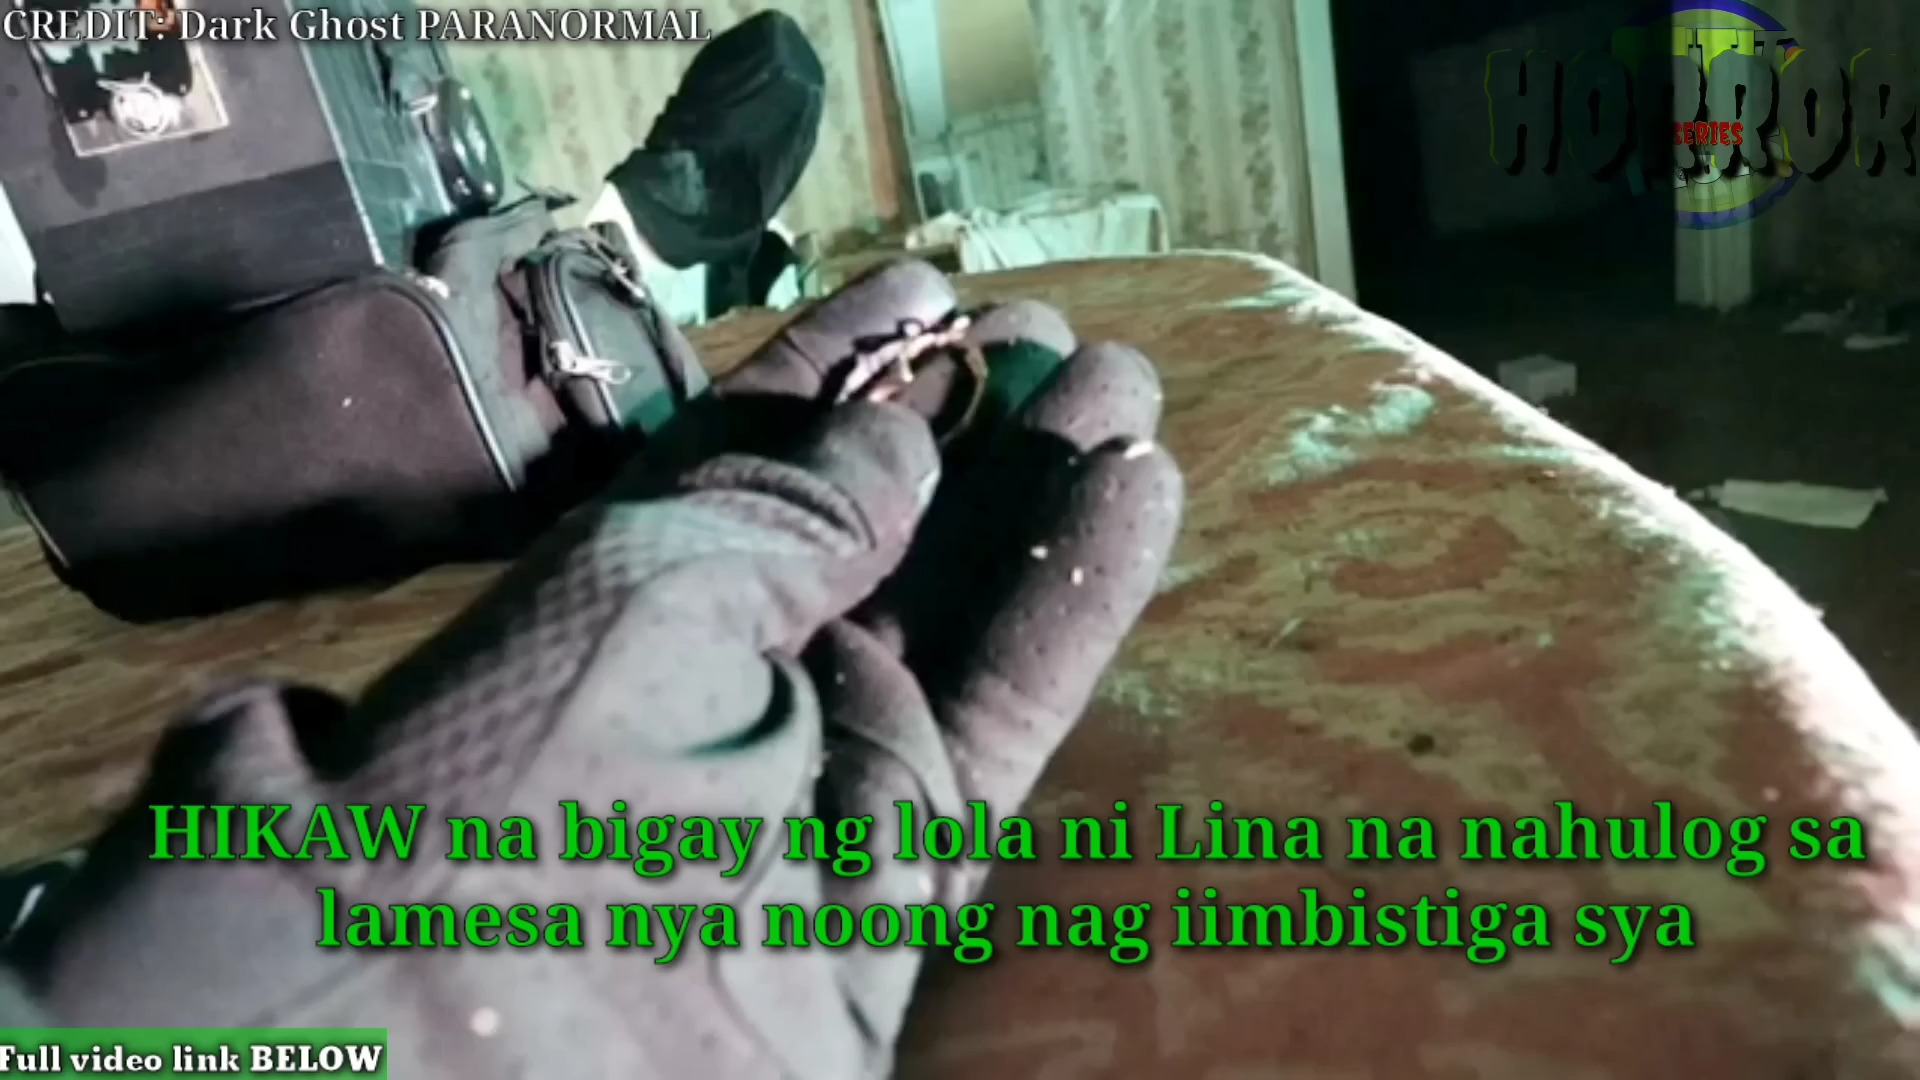 CREDIT: Dark Ghost PARANORMAL
HORROR
SERIES
HIKAW na bigay ng lola ni Lina na nahulog sa
lamesa nya noong nag iimbistiga sya
Full video link BELOW